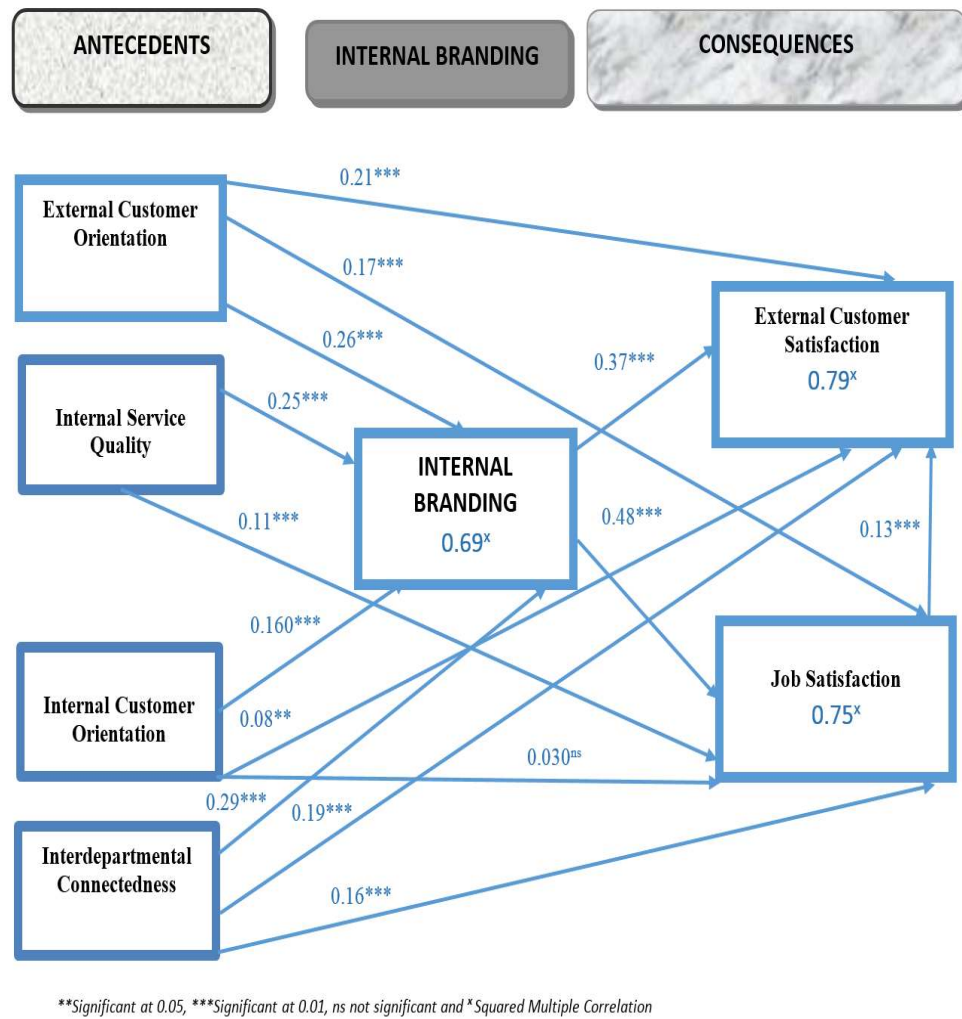 ANTECEDENTS
INTERNAL BRANDING
CONSEQUENCES
External Customer
Orientation
0.21***
0.17***
0.26***
External Customer
Satisfaction
0.79ˣ
0.37***
Internal Service
Quality
0.25***
INTERNAL
BRANDING
0.69ˣ
0.11***
0.48***
0.13***
0.160***
Internal Customer
Orientation
0.08**
Job Satisfaction
0.75ˣ
0.030ⁿˢ
0.29***
0.19***
Interdepartmental
Connectedness
0.16***
**Significant at 0.05, ***Significant at 0.01, ns not significant and ˣ Squared Multiple Correlation